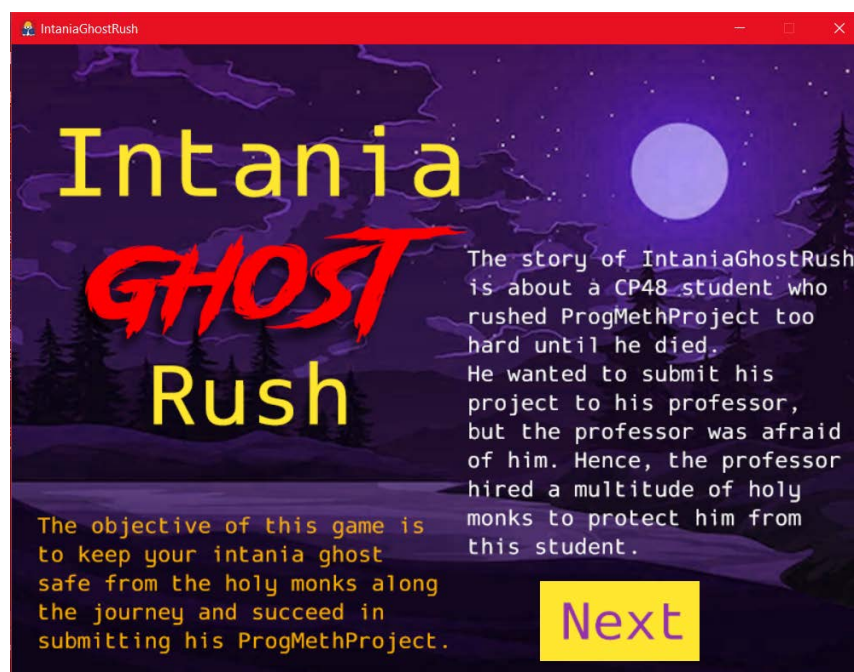 IntaniaGhostRush
Intania
GHOST
Rush
The story of IntaniaGhostRush
is about a CP48 student who
rushed ProgMethProject too
hard until he died.
He wanted to submit his
project to his professor,
but the professor was afraid
of him. Hence, the professor
hired a multitude of holy
monks to protect him from
this student.
The objective of this game is
to keep your intania ghost
safe from the holy monks along
the journey and succeed in
submitting his ProgMethProject.
Next